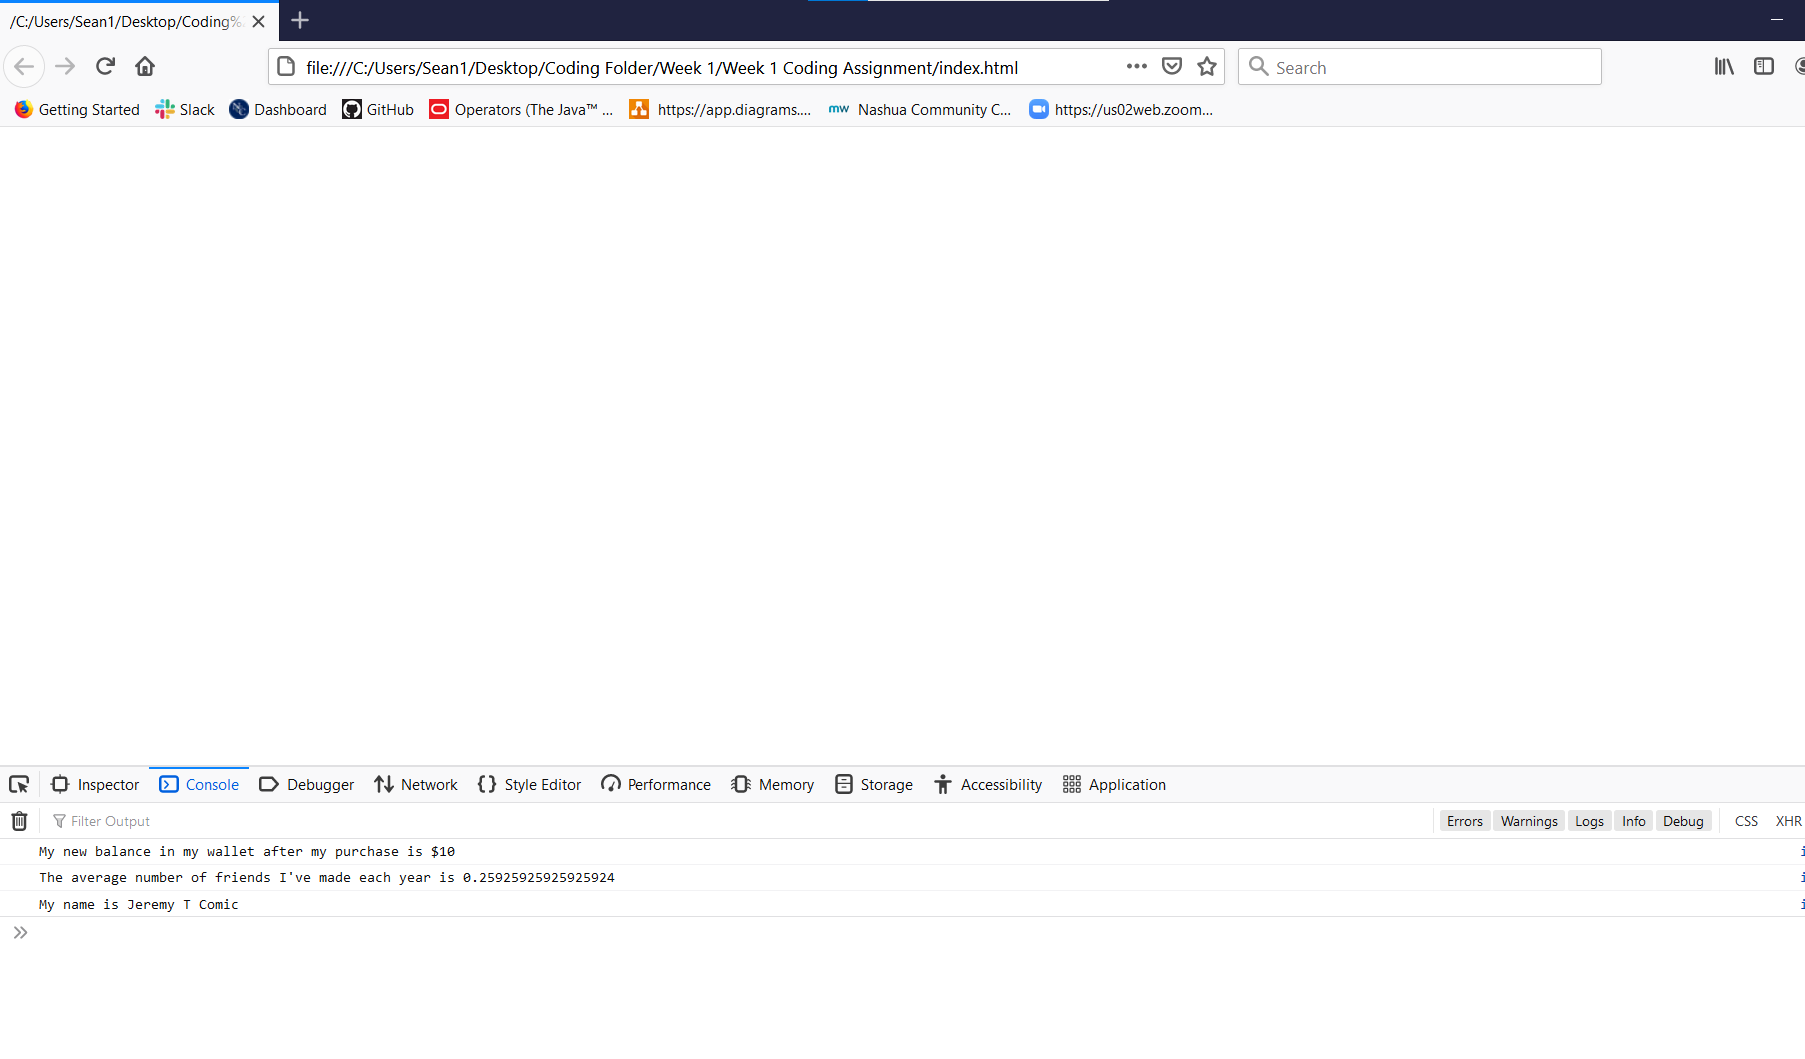 /C:/Users/Sean1/Desktop/Coding%
file:///C:/Users/Sean1/Desktop/Coding Folder/Week 1/Week 1 Coding Assignment/index.html
Search
Getting Started Slack Dashboard GitHub Operators (The Java™ ... https://app.diagrams.... mw Nashua Community C... https://us02web.zoom...
Inspector Console Debugger Network Style Editor Performance Memory Storage Accessibility Application
Filter Output Errors Warnings Logs Info Debug CSS XHR
My new balance in my wallet after my purchase is $10
The average number of friends I've made each year is 0.25925925925925924
My name is Jeremy T Comic